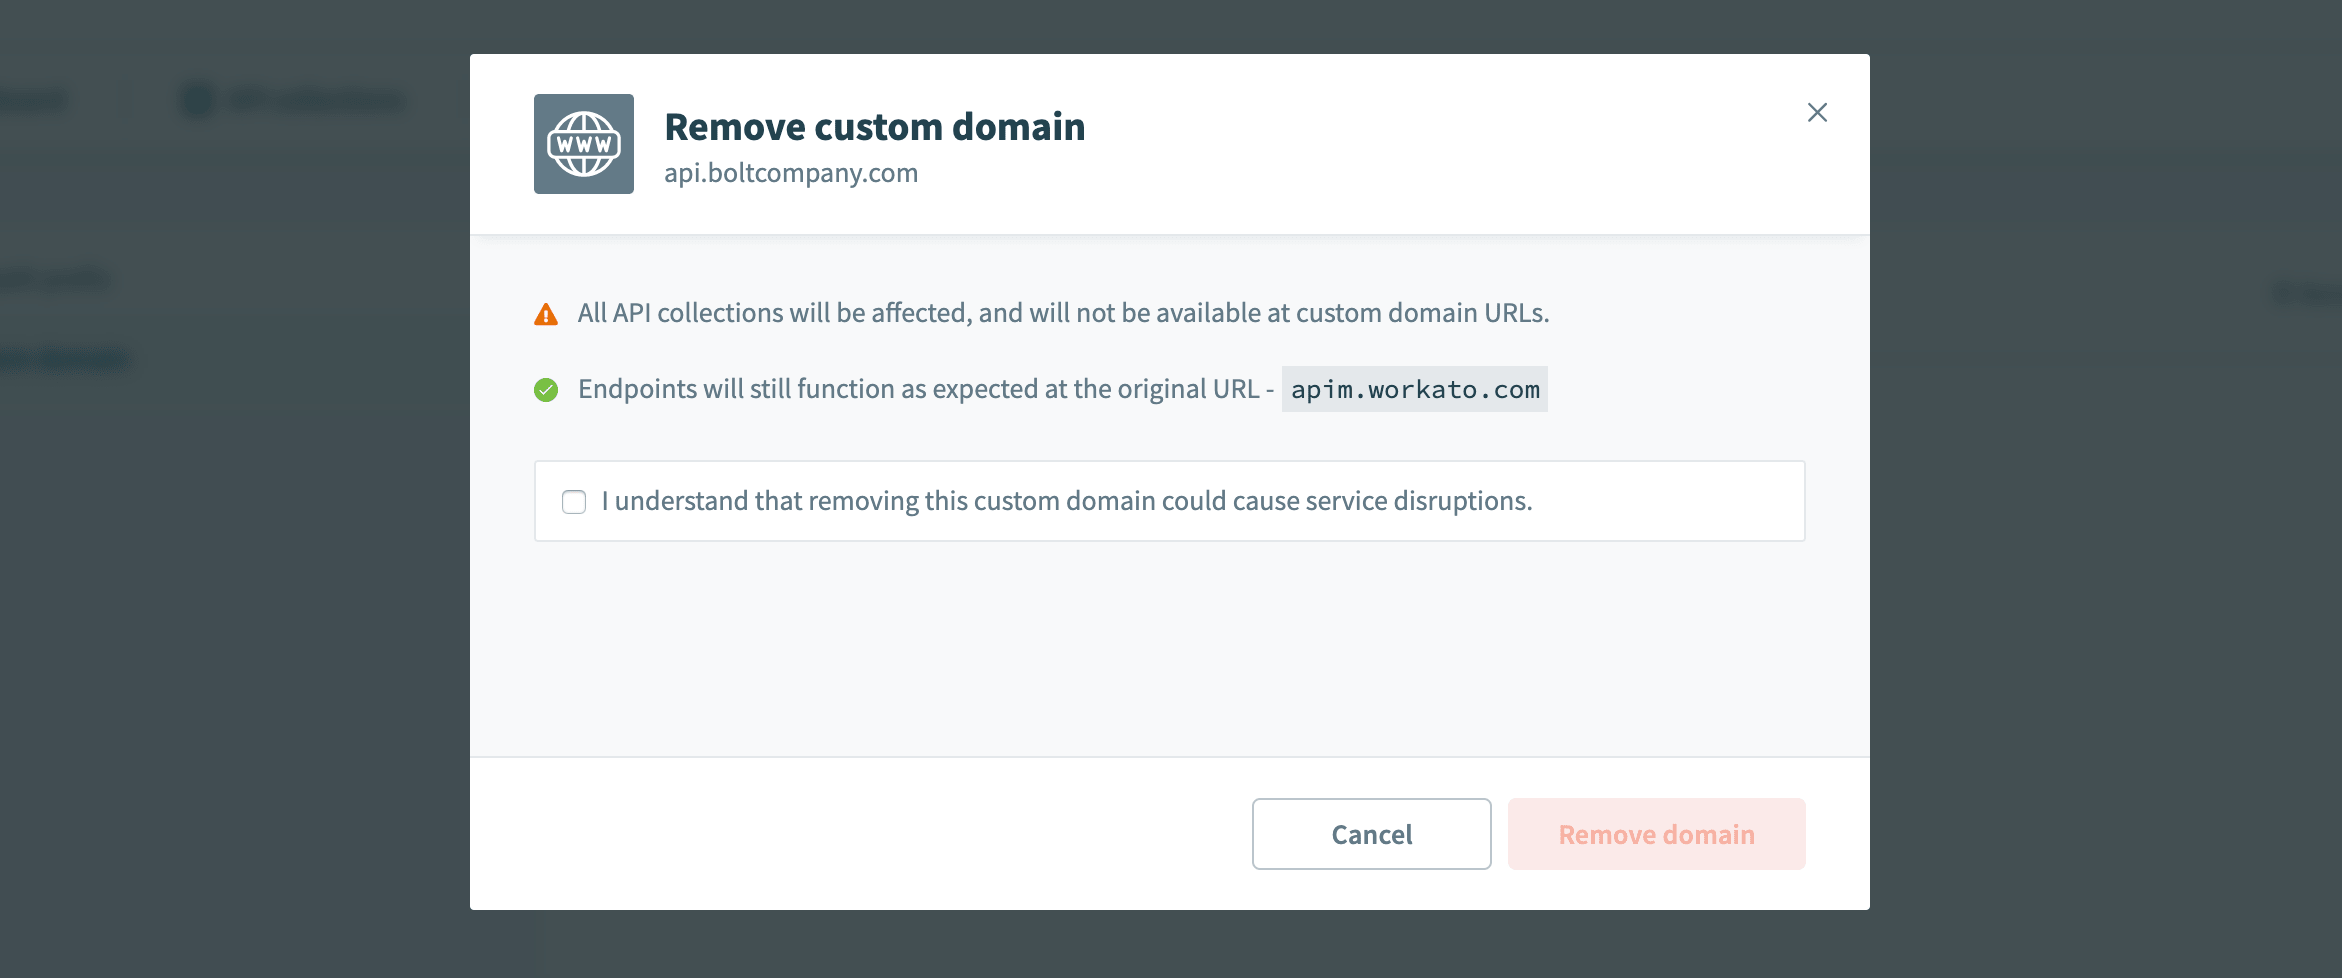 WWW
Remove custom domain
api.boltcompany.com
All API collections will be affected, and will not be available at custom domain URLs.
Endpoints will still function as expected at the original URL - apim.workato.com
I understand that removing this custom domain could cause service disruptions.
Cancel
Remove domain